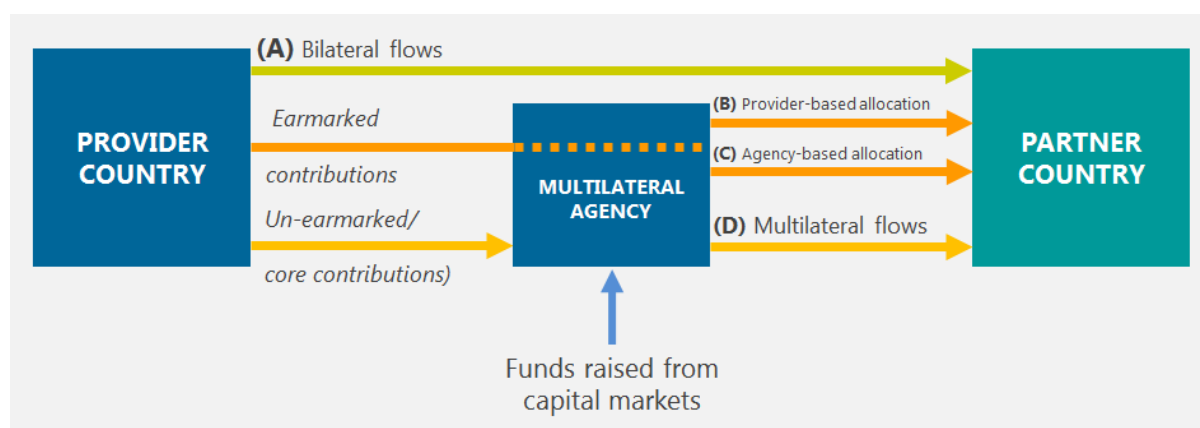 (A) Bilateral flows
PROVIDER
COUNTRY
Earmarked
contributions
Un-earmarked/
core contributions)
MULTILATERAL
AGENCY
(B) Provider-based allocation
(C) Agency-based allocation
(D) Multilateral flows
PARTNER
COUNTRY
Funds raised from
capital markets